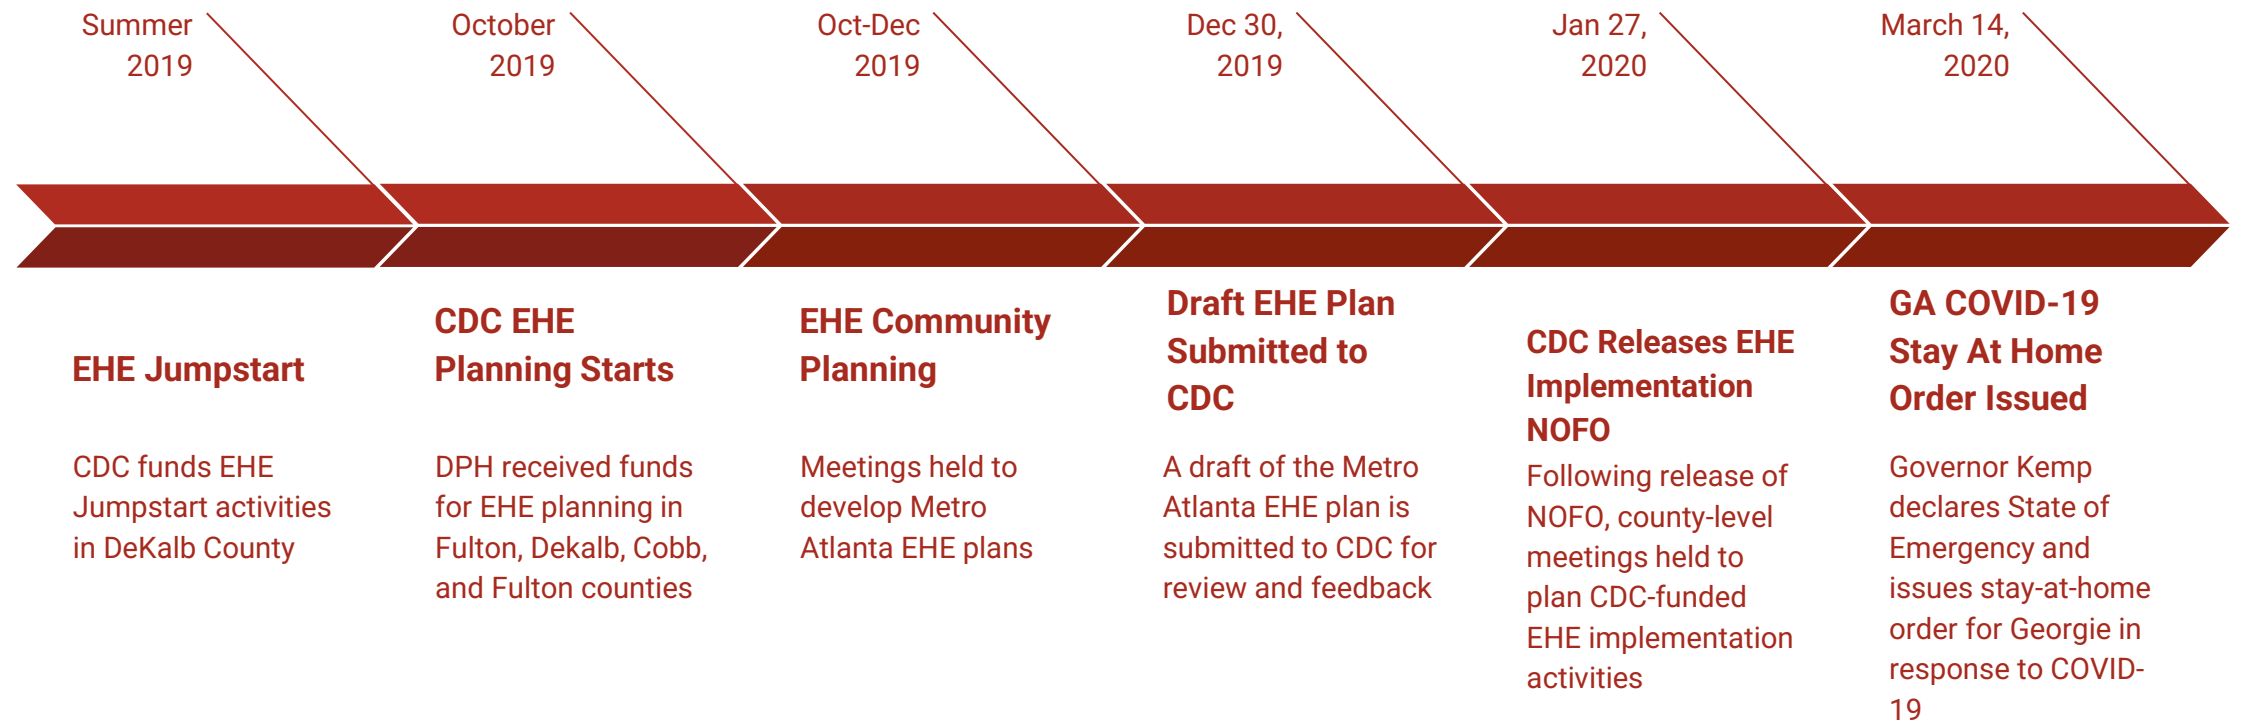 Summer
2019
October
2019
Oct-Dec
2019
Dec 30,
2019
Jan 27,
2020
March 14,
2020
EHE Jumpstart
CDC funds EHE
Jumpstart activities
in DeKalb County
CDC EHE
Planning Starts
DPH received funds
for EHE planning in
Fulton, Dekalb, Cobb,
and Fulton counties
EHE Community
Planning
Meetings held to
develop Metro
Atlanta EHE plans
Draft EHE Plan
Submitted to
CDC
A draft of the Metro
Atlanta EHE plan is
submitted to CDC for
review and feedback
CDC Releases EHE
Implementation
NOFO
Following release of
NOFO, county-level
meetings held to
plan CDC-funded
EHE implementation
activities
GA COVID-19
Stay At Home
Order Issued
Governor Kemp
declares State of
Emergency and
issues stay-at-home
order for Georgie in
response to COVID-
19